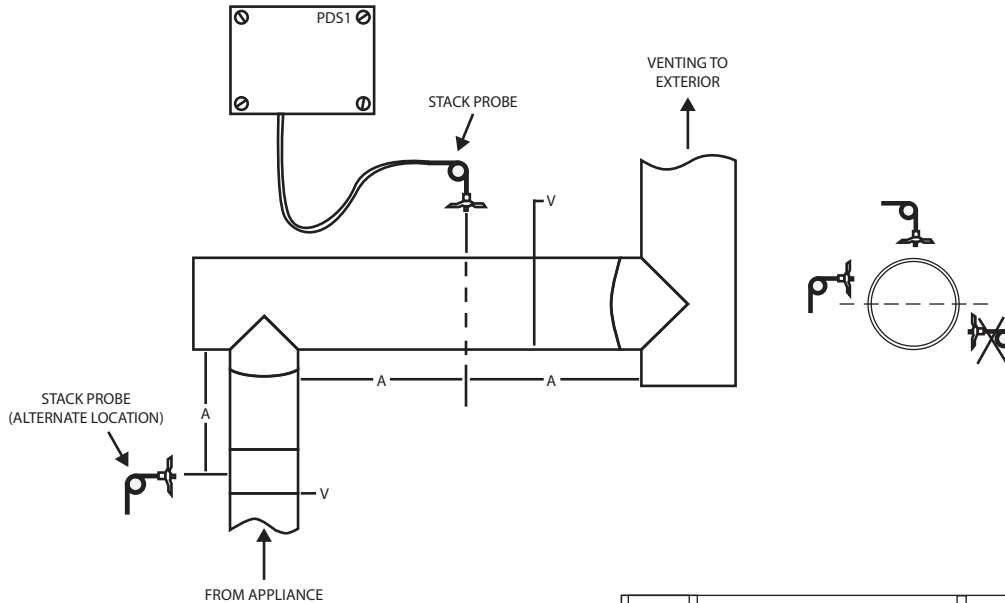 PDS1
VENTING TO
EXTERIOR
STACK PROBE
V
A
A
A
STACK PROBE
(ALTERNATE LOCATION)
V
FROM APPLIANCE